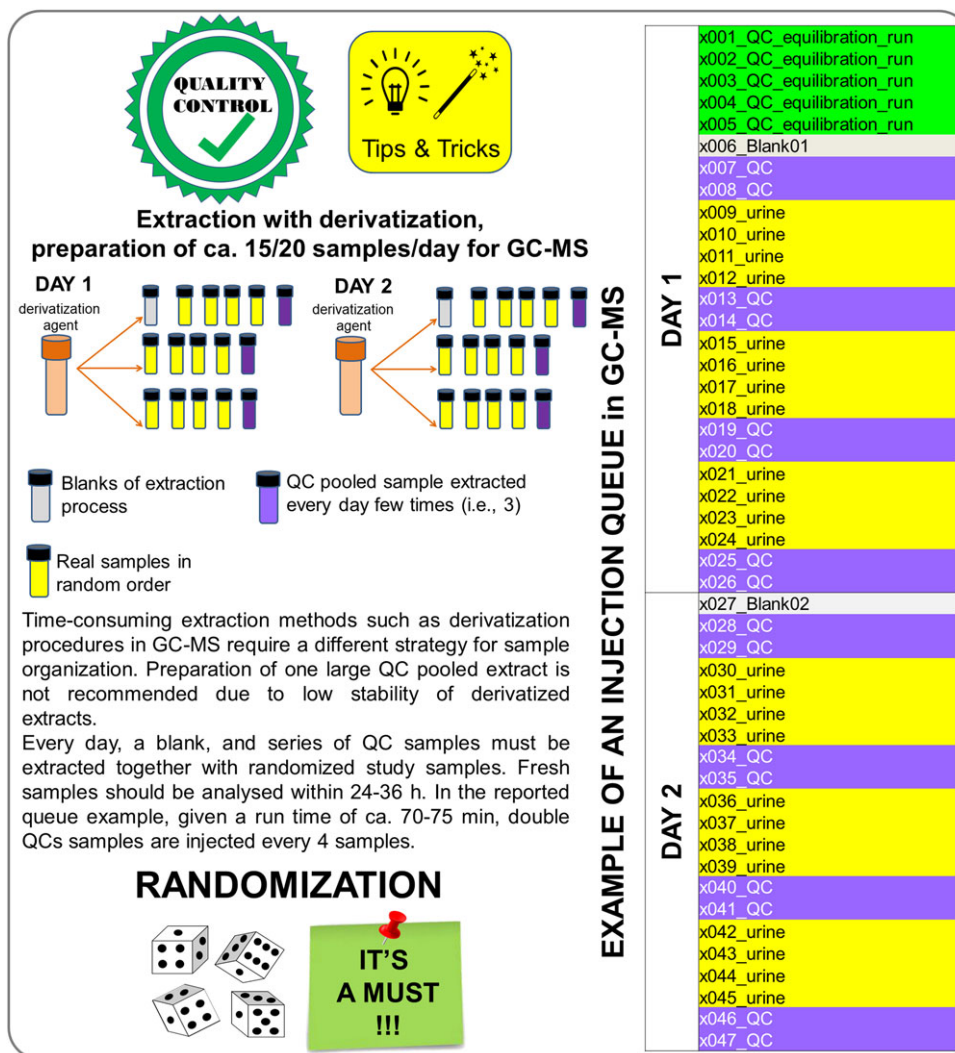 QUALITY
CONTROL
Tips & Tricks
Extraction with derivatization,
preparation of ca. 15/20 samples/day for GC-MS
DAY 1
derivatization
agent
DAY 2
derivatization
agent
Blanks of extraction
process
QC pooled sample extracted
every day few times (i.e., 3)
Real samples in
random order
Time-consuming extraction methods such as derivatization
procedures in GC-MS require a different strategy for sample
organization. Preparation of one large QC pooled extract is
not recommended due to low stability of derivatized
extracts.
Every day, a blank, and series of QC samples must be
extracted together with randomized study samples. Fresh
samples should be analysed within 24-36 h. In the reported
queue example, given a run time of ca. 70-75 min, double
QCs samples are injected every 4 samples.
RANDOMIZATION
IT'S
A MUST
!!!
EXAMPLE OF AN INJECTION QUEUE in GC-MS
DAY 1
x001_QC_equilibration_run
x002_QC_equilibration_run
x003_QC_equilibration_run
x004_QC_equilibration_run
x005_QC_equilibration_run
x006_Blank01
x007_QC
x008_QC
x009_urine
x010_urine
x011_urine
x012_urine
x013_QC
x014_QC
x015_urine
x016_urine
x017_urine
x018_urine
x019_QC
x020_QC
x021_urine
x022_urine
x023_urine
x024_urine
x025_QC
x026_QC
DAY 2
x027_Blank02
x028_QC
x029_QC
x030_urine
x031_urine
x032_urine
x033_urine
x034_QC
x035_QC
x036_urine
x037_urine
x038_urine
x039_urine
x040_QC
x041_QC
x042_urine
x043_urine
x044_urine
x045_urine
x046_QC
x047_QC